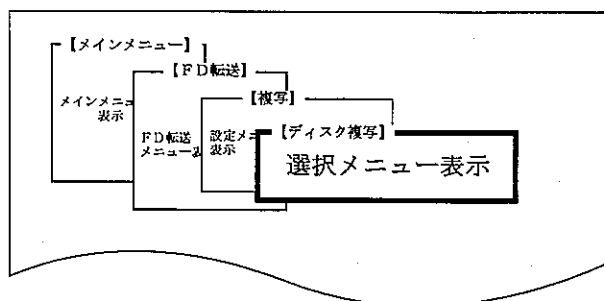 【メインメニュー】
【FD転送】
【複写】
【ディスク複写】
メインメニュ
表示
FD転送
メニュー表
設定メニ
表示
選択メニュー表示